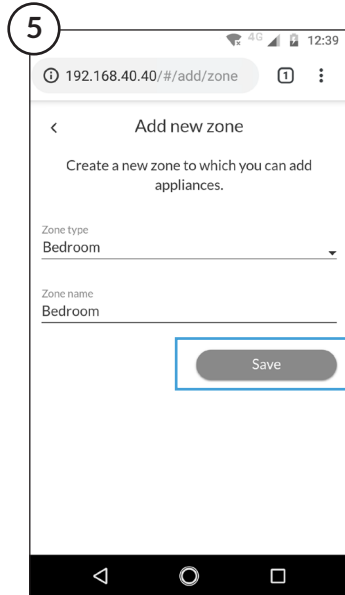 5
4G 12:39
192.168.40.40/#/add/zone 1
Add new zone
Create a new zone to which you can add
appliances.
Zone type
Bedroom
Zone name
Bedroom
Save